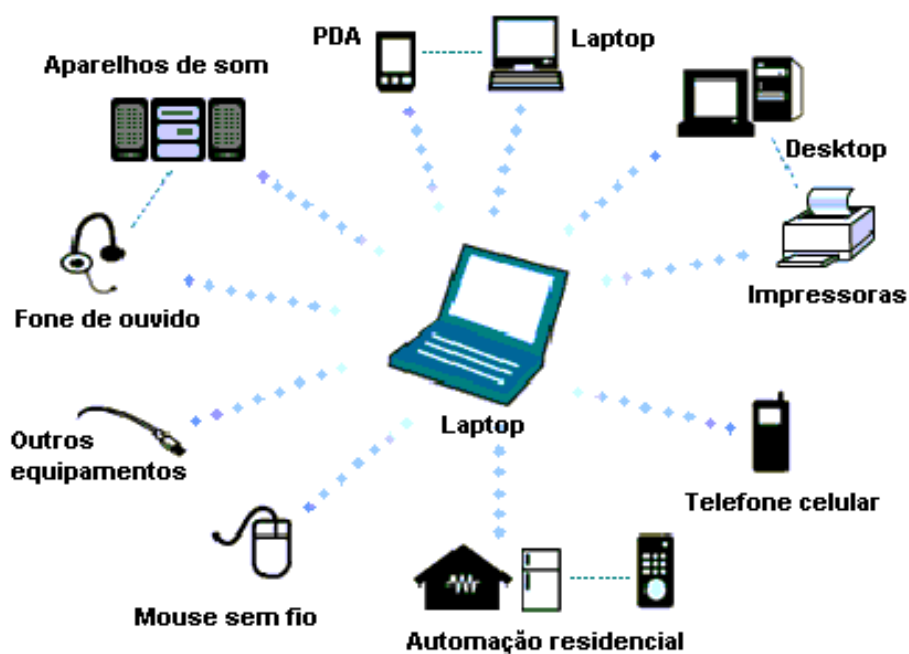 PDA
Laptop
Aparelhos de som
Desktop
Fone de ouvido
Impressoras
Laptop
Outros
equipamentos
Telefone celular
Mouse sem fio
Automação residencial